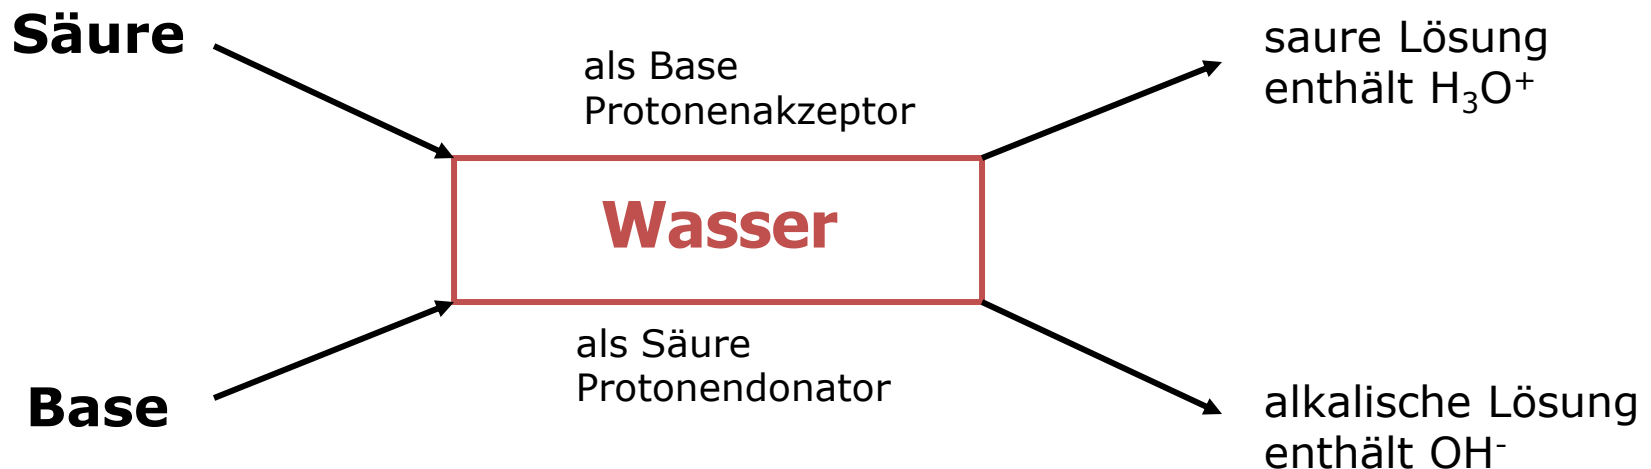 Säure
als Base
Protonenakzeptor
saure Lösung
enthält H₃O⁺
Wasser
Base
als Säure
Protonendonator
alkalische Lösung
enthält OH⁻